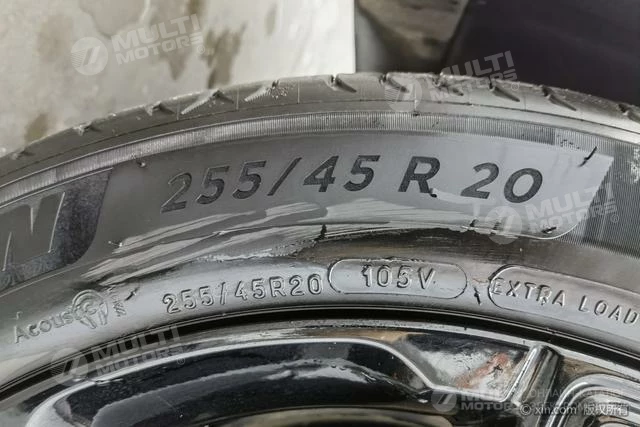 MULTI
MOTORS
MULTI
MOTORS
255/45 R 20
N
MULTI
MOTORS
Acoustic
255/45R20
105V
EXTRA LOAD
MULTI
MOTORS
MULTI
MOTORS
xin.com 版权所有